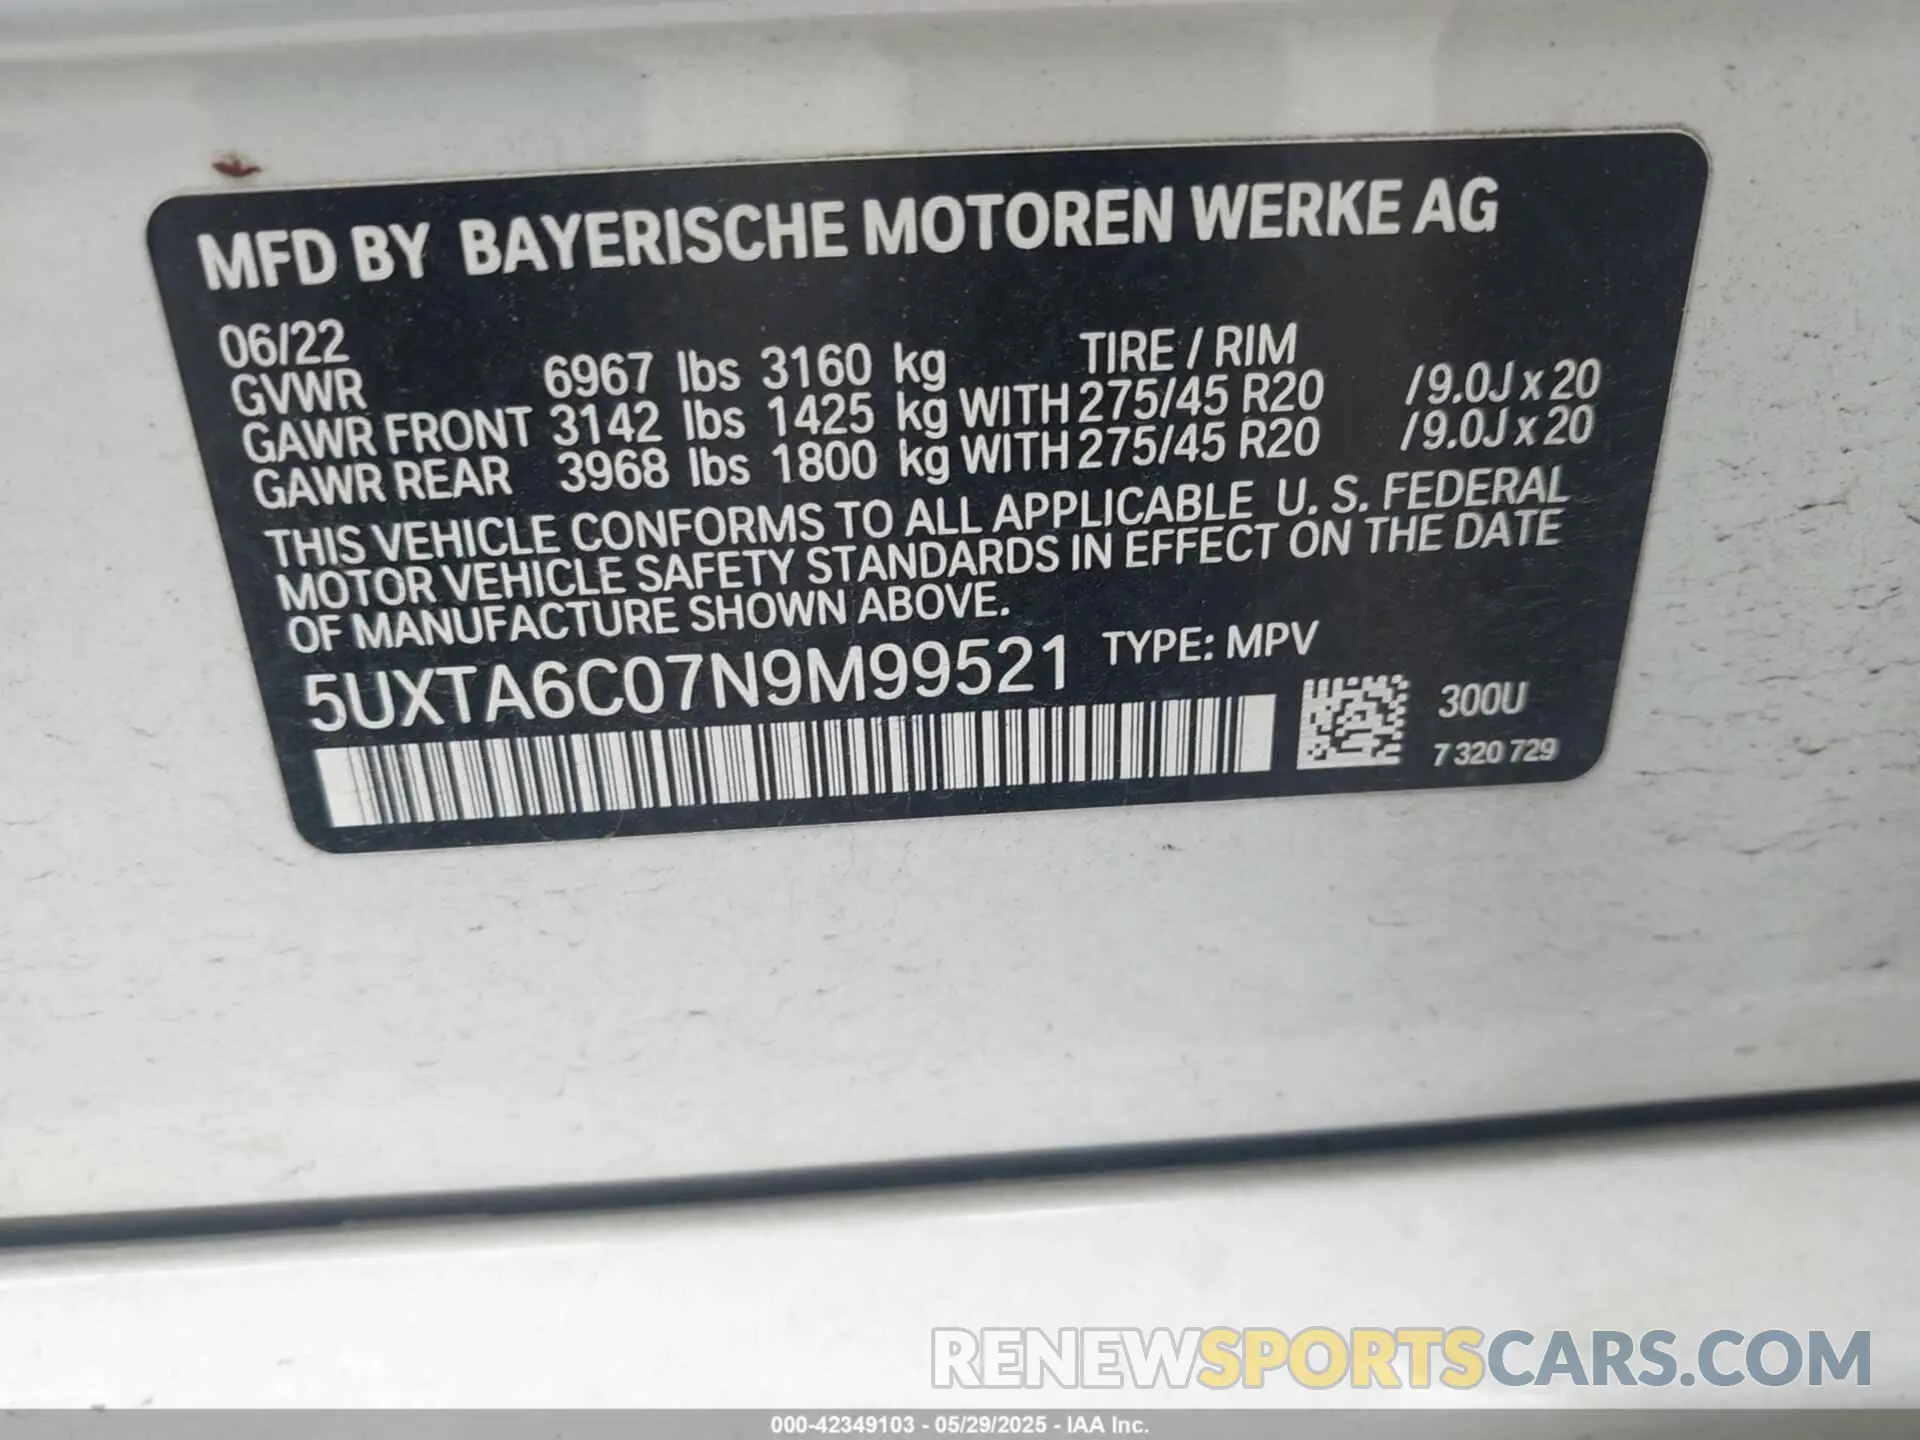 MFD BY BAYERISCHE MOTOREN WERKE AG
06/22 TIRE / RIM
GVWR 6967 lbs 3160 kg
GAWR FRONT 3142 lbs 1425 kg WITH 275/45 R20 /9.0J x 20
GAWR REAR 3968 lbs 1800 kg WITH 275/45 R20 /9.0J x 20
THIS VEHICLE CONFORMS TO ALL APPLICABLE U. S. FEDERAL
MOTOR VEHICLE SAFETY STANDARDS IN EFFECT ON THE DATE
OF MANUFACTURE SHOWN ABOVE.
5UXTA6C07N9M99521 TYPE: MPV
300U
7 320 729
RENEWSPORTSCARS.COM
000-42349103 - 05/29/2025 - IAA Inc.